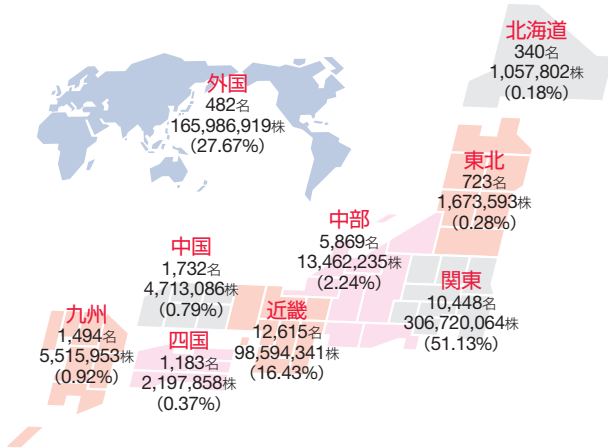 北海道
340名
1,057,802株
(0.18%)
外国
482名
165,986,919株
(27.67%)
東北
723名
1,673,593株
(0.28%)
中部
5,869名
13,462,235株
(2.24%)
中国
1,732名
4,713,086株
(0.79%)
関東
10,448名
306,720,064株
(51.13%)
近畿
12,615名
98,594,341株
(16.43%)
九州
1,494名
5,515,953株
(0.92%)
四国
1,183名
2,197,858株
(0.37%)